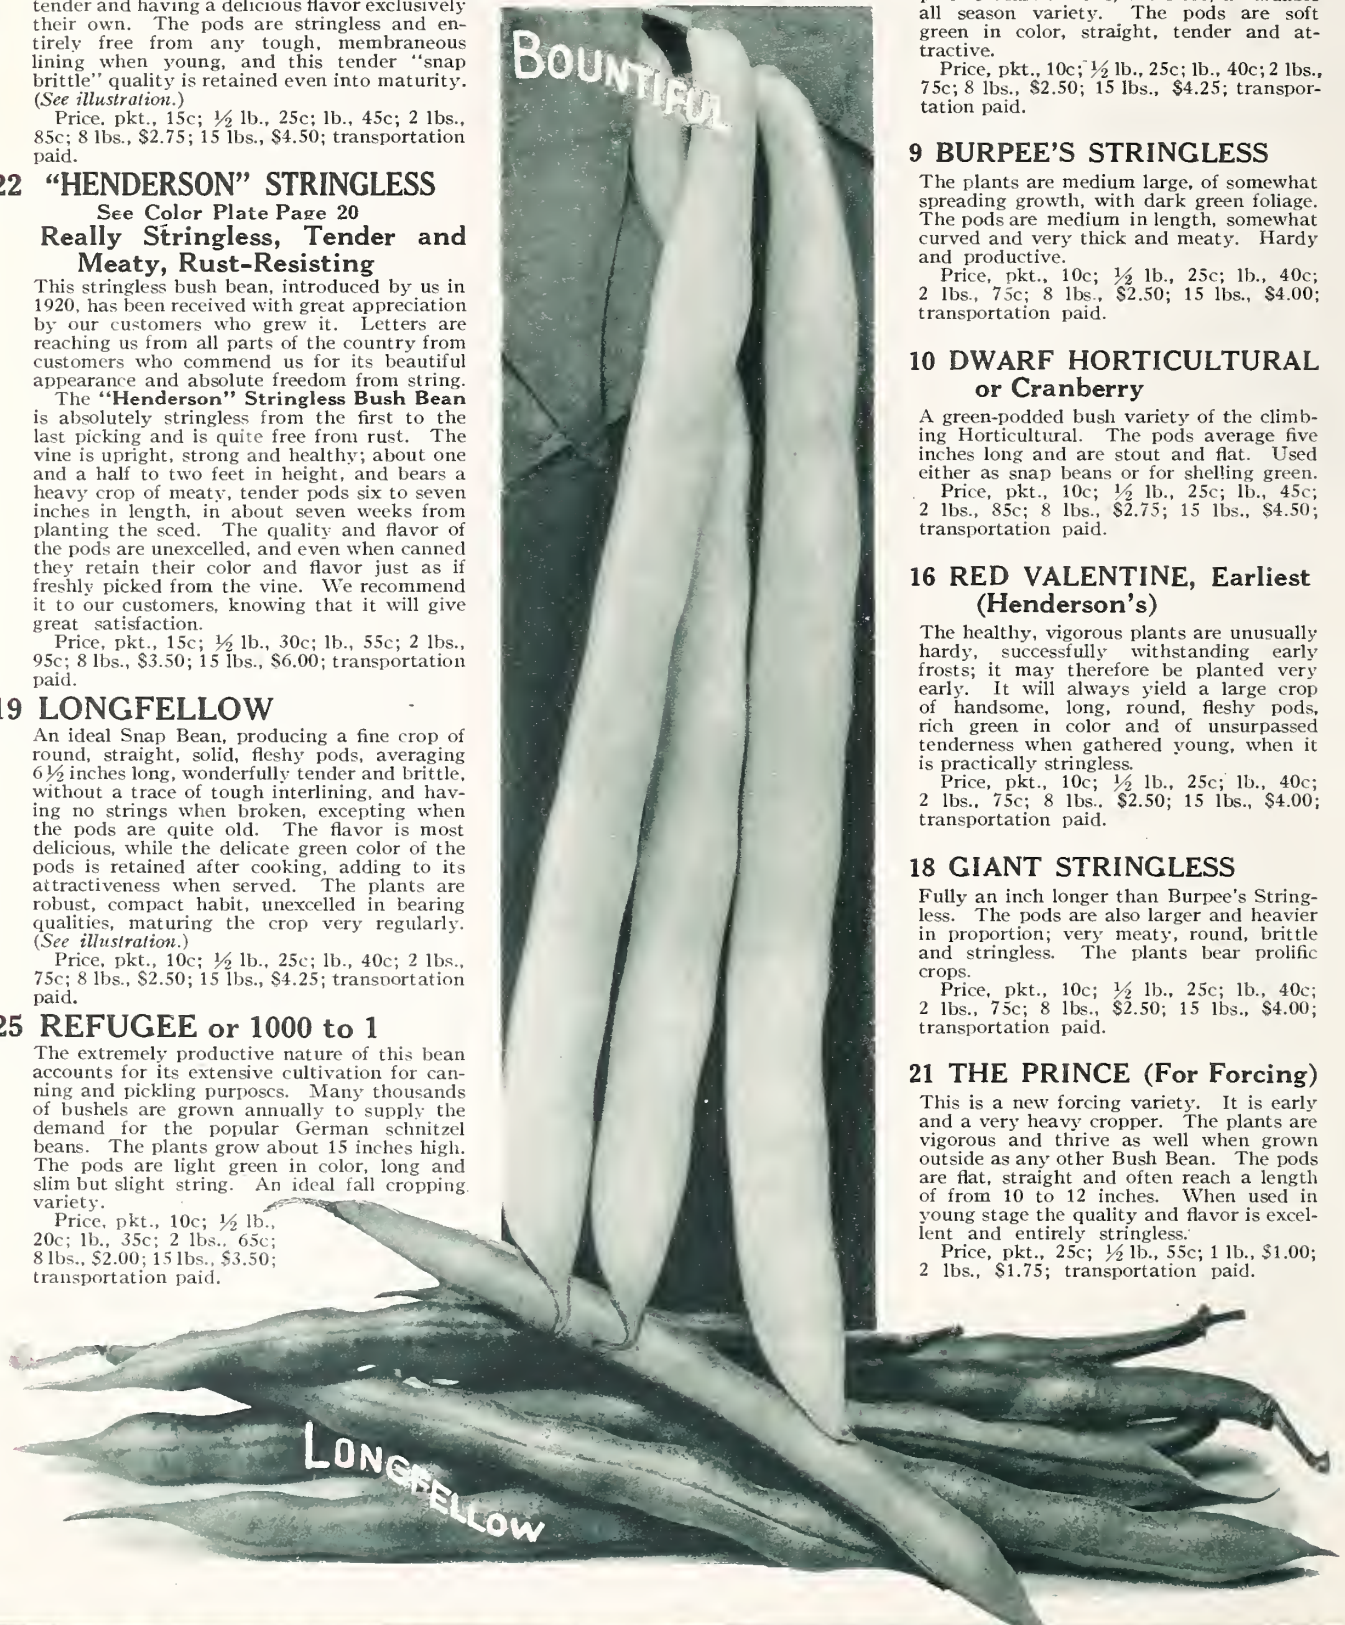 tender and having a delicious flavor exclusively
their own. The pods are stringless and en-
tirely free from any tough, membraneous
lining when young, and this tender “snap
brittle” quality is retained even into maturity.
(See illustration.)
Price, pkt., 15c; ½ lb., 25c; lb., 45c; 2 lbs.,
85c; 8 lbs., $2.75; 15 lbs., $4.50; transportation
paid.
22 “HENDERSON” STRINGLESS
See Color Plate Page 20
Really Stringless, Tender and
Meaty, Rust-Resisting
This stringless bush bean, introduced by us in
1920, has been received with great appreciation
by our customers who grew it. Letters are
reaching us from all parts of the country from
customers who commend us for its beautiful
appearance and absolute freedom from string.
The “Henderson” Stringless Bush Bean
is absolutely stringless from the first to the
last picking and is quite free from rust. The
vine is upright, strong and healthy; about one
and a half to two feet in height, and bears a
heavy crop of meaty, tender pods six to seven
inches in length, in about seven weeks from
planting the seed. The quality and flavor of
the pods are unexcelled, and even when canned
they retain their color and flavor just as if
freshly picked from the vine. We recommend
it to our customers, knowing that it will give
great satisfaction.
Price, pkt., 15c; ½ lb., 30c; lb., 55c; 2 lbs.,
95c; 8 lbs., $3.50; 15 lbs., $6.00; transportation
paid.
19 LONGFELLOW
An ideal Snap Bean, producing a fine crop of
round, straight, solid, fleshy pods, averaging
6½ inches long, wonderfully tender and brittle,
without a trace of tough interlining, and hav-
ing no strings when broken, excepting when
the pods are quite old. The flavor is most
delicious, while the delicate green color of the
pods is retained after cooking, adding to its
attractiveness when served. The plants are
robust, compact habit, unexcelled in bearing
qualities, maturing the crop very regularly.
(See illustration.)
Price, pkt., 10c; ½ lb., 25c; lb., 40c; 2 lbs.,
75c; 8 lbs., $2.50; 15 lbs., $4.25; transportation
paid.
25 REFUGEE or 1000 to 1
The extremely productive nature of this bean
accounts for its extensive cultivation for can-
ning and pickling purposes. Many thousands
of bushels are grown annually to supply the
demand for the popular German schnitzel
beans. The plants grow about 15 inches high.
The pods are light green in color, long and
slim but slight string. An ideal fall cropping
variety.
Price, pkt., 10c; ½ lb.,
20c; lb., 35c; 2 lbs., 65c;
8 lbs., $2.00; 15 lbs., $3.50;
transportation paid.
BOUNTIFUL
LONGFELLOW
all season variety. The pods are soft
green in color, straight, tender and at-
tractive.
Price, pkt., 10c; ½ lb., 25c; lb., 40c; 2 lbs.,
75c; 8 lbs., $2.50; 15 lbs., $4.25; transpor-
tation paid.
9 BURPEE'S STRINGLESS
The plants are medium large, of somewhat
spreading growth, with dark green foliage.
The pods are medium in length, somewhat
curved and very thick and meaty. Hardy
and productive.
Price, pkt., 10c; ½ lb., 25c; lb., 40c;
2 lbs., 75c; 8 lbs., $2.50; 15 lbs., $4.00;
transportation paid.
10 DWARF HORTICULTURAL
or Cranberry
A green-podded bush variety of the climb-
ing Horticultural. The pods average five
inches long and are stout and flat. Used
either as snap beans or for shelling green.
Price, pkt., 10c; ½ lb., 25c; lb., 45c;
2 lbs., 85c; 8 lbs., $2.75; 15 lbs., $4.50;
transportation paid.
16 RED VALENTINE, Earliest
(Henderson's)
The healthy, vigorous plants are unusually
hardy, successfully withstanding early
frosts; it may therefore be planted very
early. It will always yield a large crop
of handsome, long, round, fleshy pods,
rich green in color and of unsurpassed
tenderness when gathered young, when it
is practically stringless.
Price, pkt., 10c; ½ lb., 25c; lb., 40c;
2 lbs., 75c; 8 lbs., $2.50; 15 lbs., $4.00;
transportation paid.
18 GIANT STRINGLESS
Fully an inch longer than Burpee's String-
less. The pods are also larger and heavier
in proportion; very meaty, round, brittle
and stringless. The plants bear prolific
crops.
Price, pkt., 10c; ½ lb., 25c; lb., 40c;
2 lbs., 75c; 8 lbs., $2.50; 15 lbs., $4.00;
transportation paid.
21 THE PRINCE (For Forcing)
This is a new forcing variety. It is early
and a very heavy cropper. The plants are
vigorous and thrive as well when grown
outside as any other Bush Bean. The pods
are flat, straight and often reach a length
of from 10 to 12 inches. When used in
young stage the quality and flavor is excel-
lent and entirely stringless.
Price, pkt., 25c; ½ lb., 55c; 1 lb., $1.00;
2 lbs., $1.75; transportation paid.